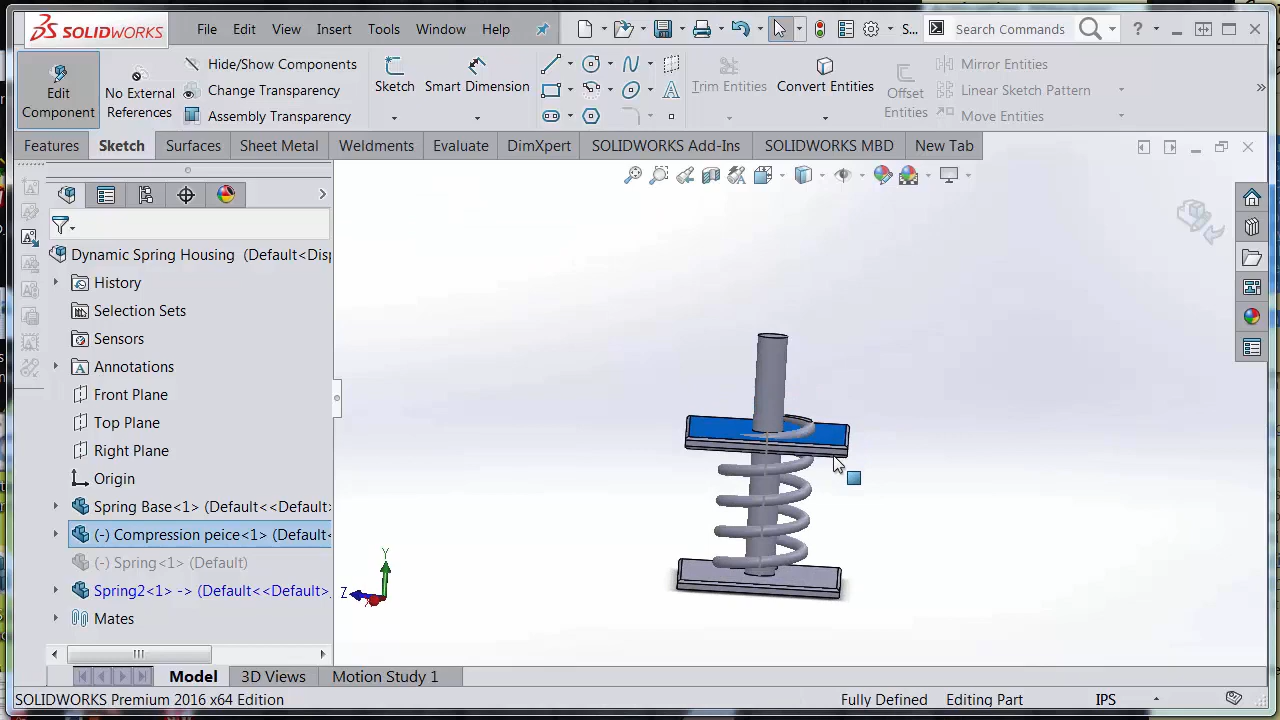 SOLIDWORKS File Edit View Insert Tools Window Help S... Search Commands ?
Edit Component
No External References
Hide/Show Components
Change Transparency
Assembly Transparency
Sketch
Smart Dimension
Trim Entities
Convert Entities
Offset Entities
Mirror Entities
Linear Sketch Pattern
Move Entities
Features Sketch Surfaces Sheet Metal Weldments Evaluate DimXpert SOLIDWORKS Add-Ins SOLIDWORKS MBD New Tab
Dynamic Spring Housing (Default<Disp
History
Selection Sets
Sensors
Annotations
Front Plane
Top Plane
Right Plane
Origin
Spring Base<1> (Default<<Default>
(-) Compression peice<1> (Default<
(-) Spring<1> (Default)
Spring2<1> -> (Default<<Default>
Mates
Y
Z
Model 3D Views Motion Study 1
SOLIDWORKS Premium 2016 x64 Edition Fully Defined Editing Part IPS